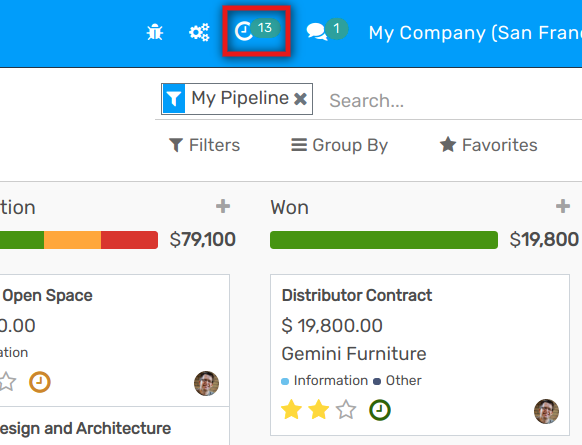 13
1
My Company (San Fran
My Pipeline
Search...
Filters
Group By
Favorites
tion
Won
$79,100
$19,800
Open Space
Distributor Contract
0.00
$ 19,800.00
ation
Gemini Furniture
Information
Other
esign and Architecture